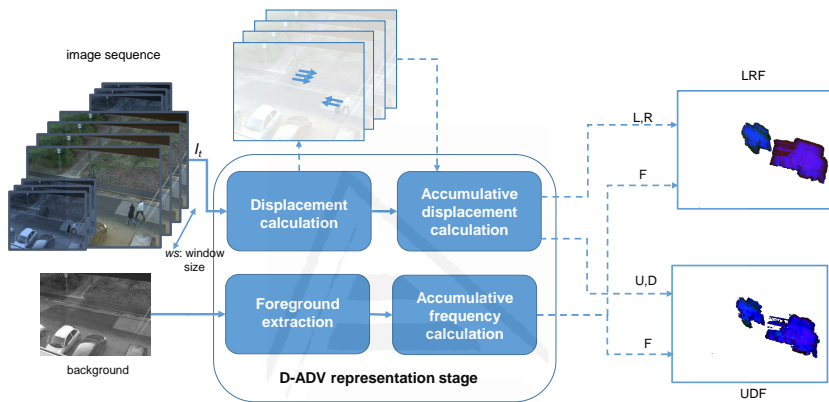 image sequence
I_t
ws: window
size
background
Displacement
calculation
Accumulative
displacement
calculation
Foreground
extraction
Accumulative
frequency
calculation
D-ADV representation stage
L,R
F
U,D
F
LRF
UDF